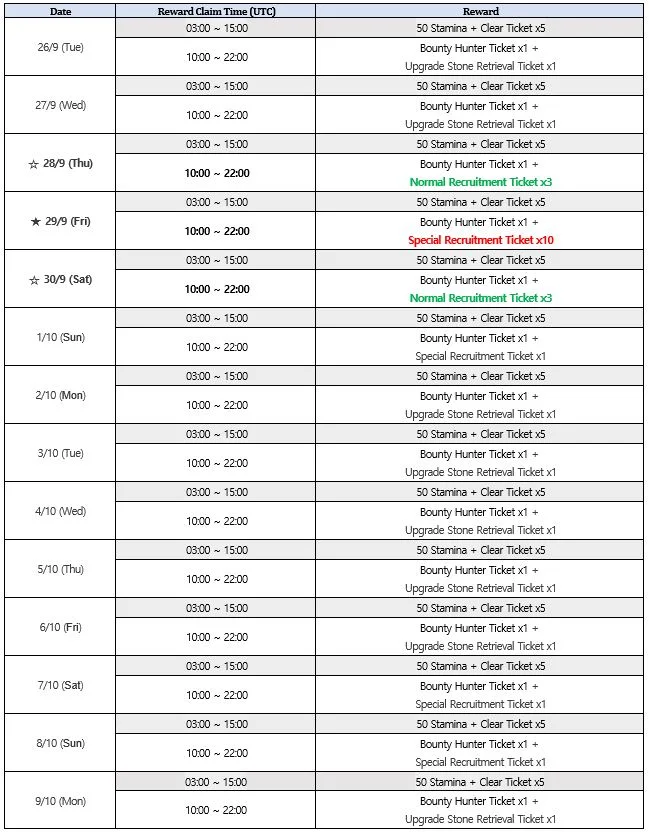 Date Reward Claim Time (UTC) Reward
26/9 (Tue)
03:00 ~ 15:00 50 Stamina + Clear Ticket x5
10:00 ~ 22:00 Bounty Hunter Ticket x1 +
Upgrade Stone Retrieval Ticket x1
27/9 (Wed)
03:00 ~ 15:00 50 Stamina + Clear Ticket x5
10:00 ~ 22:00 Bounty Hunter Ticket x1 +
Upgrade Stone Retrieval Ticket x1
☆ 28/9 (Thu)
03:00 ~ 15:00 50 Stamina + Clear Ticket x5
10:00 ~ 22:00 Bounty Hunter Ticket x1 +
Normal Recruitment Ticket x3
★ 29/9 (Fri)
03:00 ~ 15:00 50 Stamina + Clear Ticket x5
10:00 ~ 22:00 Bounty Hunter Ticket x1 +
Special Recruitment Ticket x10
☆ 30/9 (Sat)
03:00 ~ 15:00 50 Stamina + Clear Ticket x5
10:00 ~ 22:00 Bounty Hunter Ticket x1 +
Normal Recruitment Ticket x3
1/10 (Sun)
03:00 ~ 15:00 50 Stamina + Clear Ticket x5
10:00 ~ 22:00 Bounty Hunter Ticket x1 +
Special Recruitment Ticket x1
2/10 (Mon)
03:00 ~ 15:00 50 Stamina + Clear Ticket x5
10:00 ~ 22:00 Bounty Hunter Ticket x1 +
Upgrade Stone Retrieval Ticket x1
3/10 (Tue)
03:00 ~ 15:00 50 Stamina + Clear Ticket x5
10:00 ~ 22:00 Bounty Hunter Ticket x1 +
Upgrade Stone Retrieval Ticket x1
4/10 (Wed)
03:00 ~ 15:00 50 Stamina + Clear Ticket x5
10:00 ~ 22:00 Bounty Hunter Ticket x1 +
Upgrade Stone Retrieval Ticket x1
5/10 (Thu)
03:00 ~ 15:00 50 Stamina + Clear Ticket x5
10:00 ~ 22:00 Bounty Hunter Ticket x1 +
Upgrade Stone Retrieval Ticket x1
6/10 (Fri)
03:00 ~ 15:00 50 Stamina + Clear Ticket x5
10:00 ~ 22:00 Bounty Hunter Ticket x1 +
Upgrade Stone Retrieval Ticket x1
7/10 (Sat)
03:00 ~ 15:00 50 Stamina + Clear Ticket x5
10:00 ~ 22:00 Bounty Hunter Ticket x1 +
Special Recruitment Ticket x1
8/10 (Sun)
03:00 ~ 15:00 50 Stamina + Clear Ticket x5
10:00 ~ 22:00 Bounty Hunter Ticket x1 +
Special Recruitment Ticket x1
9/10 (Mon)
03:00 ~ 15:00 50 Stamina + Clear Ticket x5
10:00 ~ 22:00 Bounty Hunter Ticket x1 +
Upgrade Stone Retrieval Ticket x1